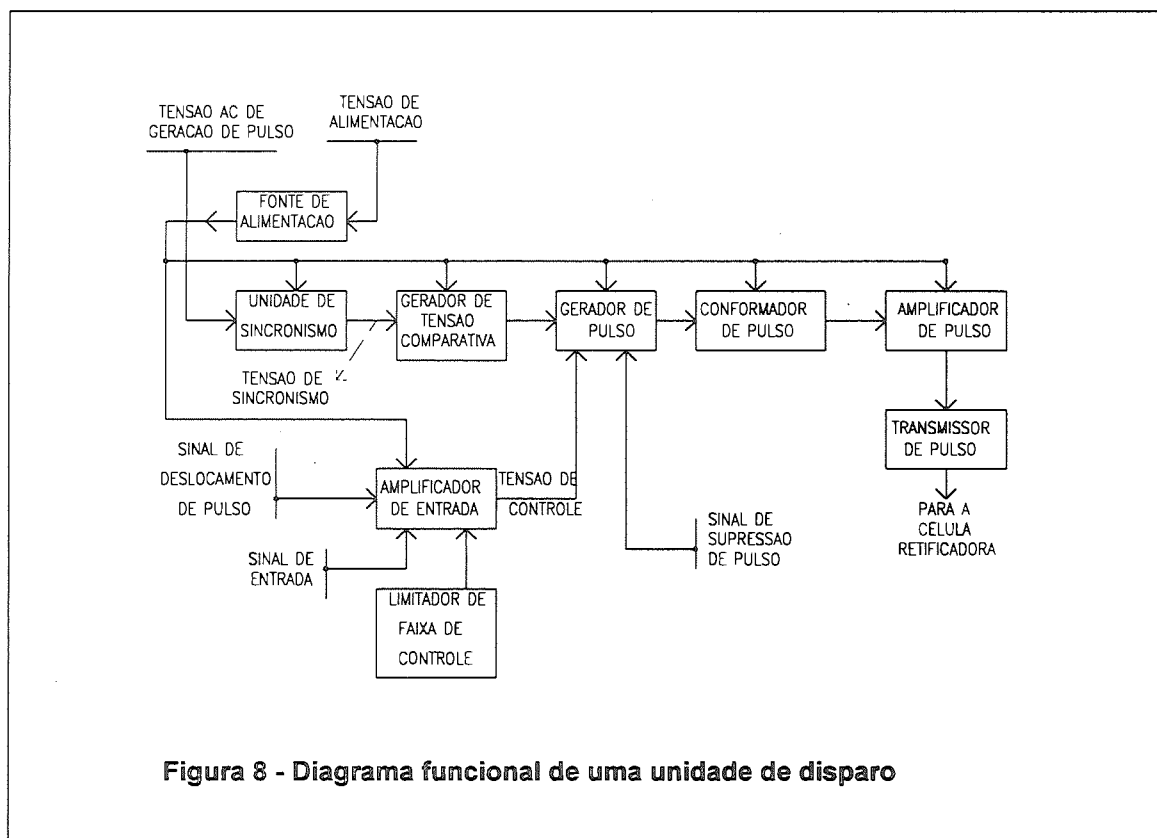 TENSAO AC DE
GERACAO DE PULSO
TENSAO DE
ALIMENTACAO
FONTE DE
ALIMENTACAO
UNIDADE DE
SINCRONISMO
GERADOR DE
TENSAO
COMPARATIVA
GERADOR DE
PULSO
CONFORMADOR
DE PULSO
AMPLIFICADOR
DE PULSO
TENSAO DE
SINCRONISMO
TRANSMISSOR
DE PULSO
SINAL DE
DESLOCAMENTO
DE PULSO
AMPLIFICADOR
DE ENTRADA
TENSAO DE
CONTROLE
SINAL DE
SUPRESSAO
DE PULSO
PARA A
CELULA
RETIFICADORA
SINAL DE
ENTRADA
LIMITADOR DE
FAIXA DE
CONTROLE
Figura 8 - Diagrama funcional de uma unidade de disparo